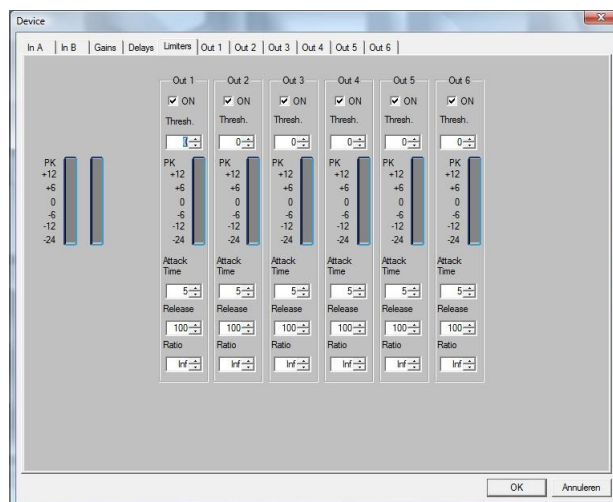 Device
In A In B Gains Delays Limiters Out 1 Out 2 Out 3 Out 4 Out 5 Out 6
Out 1 Out 2 Out 3 Out 4 Out 5 Out 6
ON ON ON ON ON ON
Thresh. Thresh. Thresh. Thresh. Thresh. Thresh.
0 0 0 0 0
PK PK PK PK PK PK PK
+12 +12 +12 +12 +12 +12 +12
+6 +6 +6 +6 +6 +6 +6
0 0 0 0 0 0 0
-6 -6 -6 -6 -6 -6 -6
-12 -12 -12 -12 -12 -12 -12
-24 -24 -24 -24 -24 -24 -24
Attack Attack Attack Attack Attack Attack
Time Time Time Time Time Time
5 5 5 5 5 5
Release Release Release Release Release Release
100 100 100 100 100 100
Ratio Ratio Ratio Ratio Ratio Ratio
Inf Inf Inf Inf Inf Inf
OK Annuleren